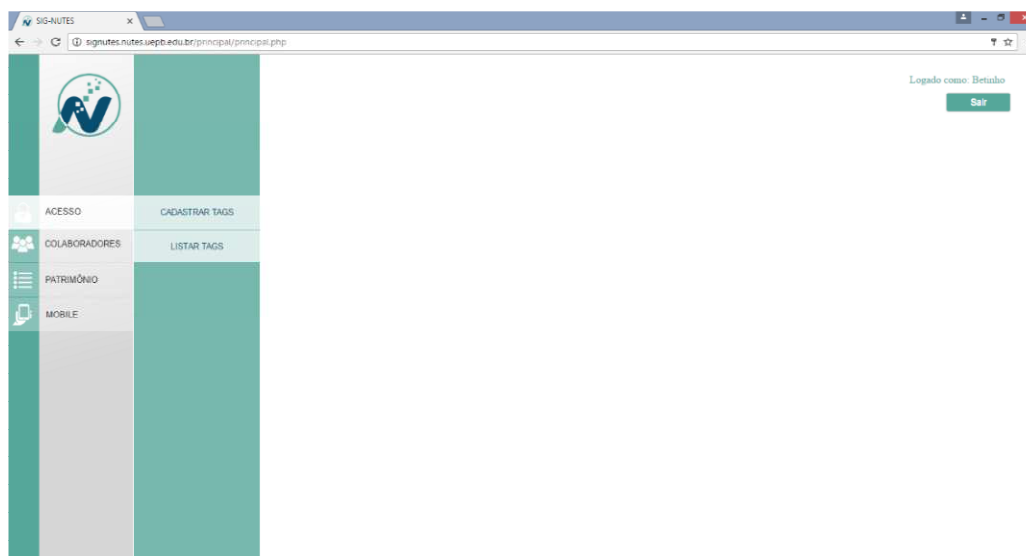 SIG-NUTES
signutes.nutes.uepb.edu.br/principal/principal.php
Logado como: Betinho
Sair
ACESSO
CADASTRAR TAGS
COLABORADORES
LISTAR TAGS
PATRIMÔNIO
MOBILE